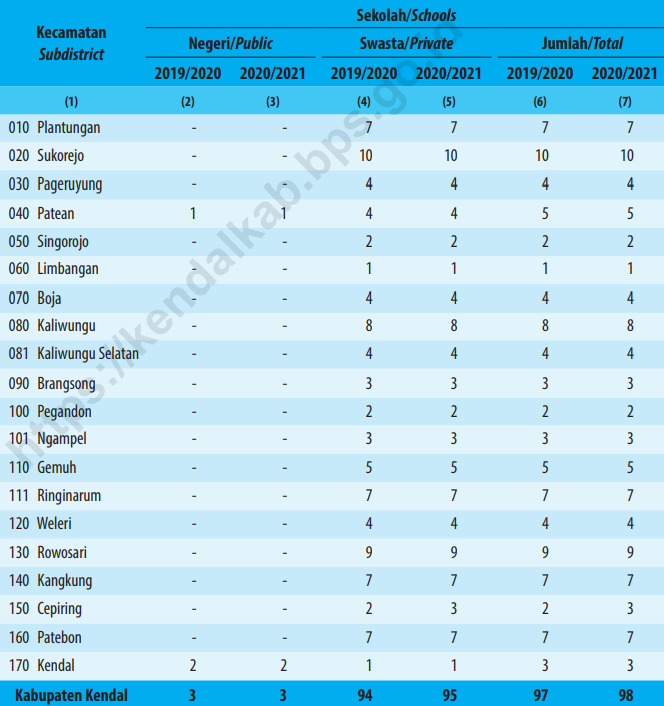 Kecamatan
Subdistrict
Sekolah/Schools
Negeri/Public Swasta/Private Jumlah/Total
2019/2020 2020/2021 2019/2020 2020/2021 2019/2020 2020/2021
(1) (2) (3) (4) (5) (6) (7)
010 Plantungan - - 7 7 7 7
020 Sukorejo - - 10 10 10 10
030 Pageruyung - - 4 4 4 4
040 Patean 1 1 4 4 5 5
050 Singorojo - - 2 2 2 2
060 Limbangan - - 1 1 1 1
070 Boja - - 4 4 4 4
080 Kaliwungu - - 8 8 8 8
081 Kaliwungu Selatan - - 4 4 4 4
090 Brangsong - - 3 3 3 3
100 Pegandon - - 2 2 2 2
101 Ngampel - - 3 3 3 3
110 Gemuh - - 5 5 5 5
111 Ringinarum - - 7 7 7 7
120 Weleri - - 4 4 4 4
130 Rowosari - - 9 9 9 9
140 Kangkung - - 7 7 7 7
150 Cepiring - - 2 3 2 3
160 Patebon - - 7 7 7 7
170 Kendal 2 2 1 1 3 3
Kabupaten Kendal 3 3 94 95 97 98
https://kendalkab.bps.go.id